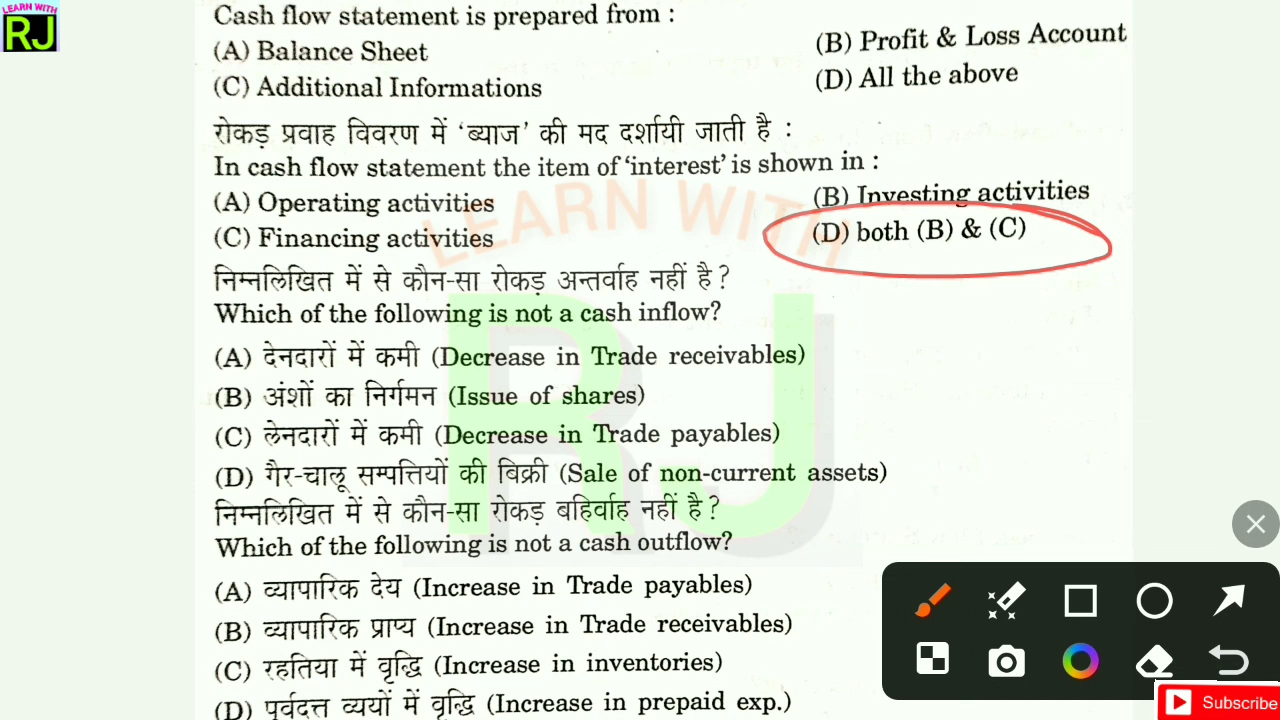 LEARN WITH
RJ
Cash flow statement is prepared from :
(A) Balance Sheet
(B) Profit & Loss Account
(C) Additional Informations
(D) All the above
रोकड़ प्रवाह विवरण में ‘ब्याज’ की मद दर्शायी जाती है :
In cash flow statement the item of ‘interest’ is shown in :
(A) Operating activities
(B) Investing activities
(C) Financing activities
(D) both (B) & (C)
निम्नलिखित में से कौन-सा रोकड़ अन्तर्वाह नहीं है ?
Which of the following is not a cash inflow?
(A) देनदारों में कमी (Decrease in Trade receivables)
(B) अंशों का निर्गमन (Issue of shares)
(C) लेनदारों में कमी (Decrease in Trade payables)
(D) गैर-चालू सम्पत्तियों की बिक्री (Sale of non-current assets)
निम्नलिखित में से कौन-सा रोकड़ बहिर्वाह नहीं है ?
Which of the following is not a cash outflow?
(A) व्यापारिक देय (Increase in Trade payables)
(B) व्यापारिक प्राप्य (Increase in Trade receivables)
(C) रहतिया में वृद्धि (Increase in inventories)
(D) पूर्वदत्त व्ययों में वृद्धि (Increase in prepaid exp.)
LEARN WITH
RJ
Subscribe